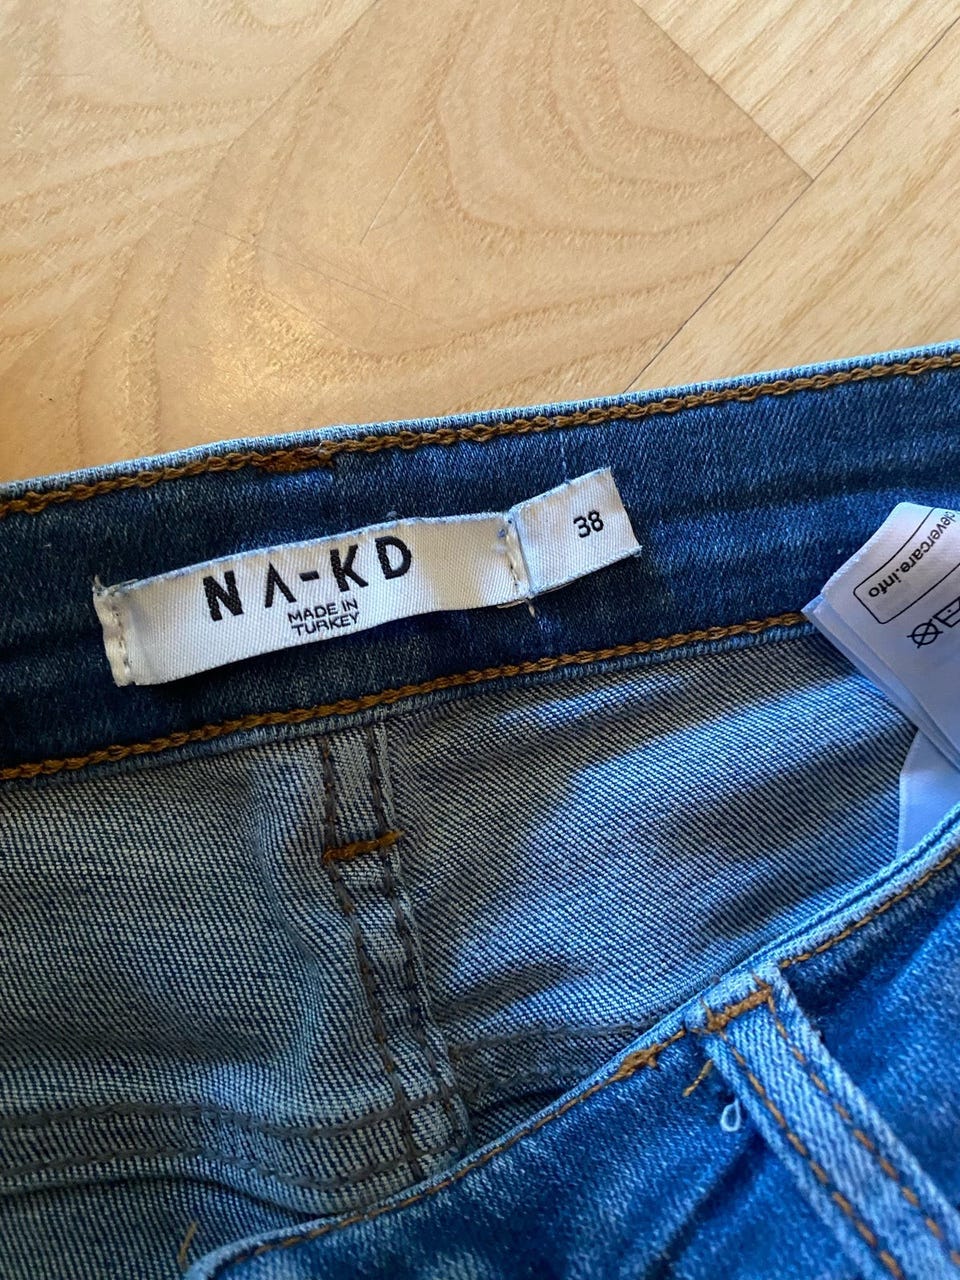 NA-KD
MADE IN
TURKEY
38
clevercare.info